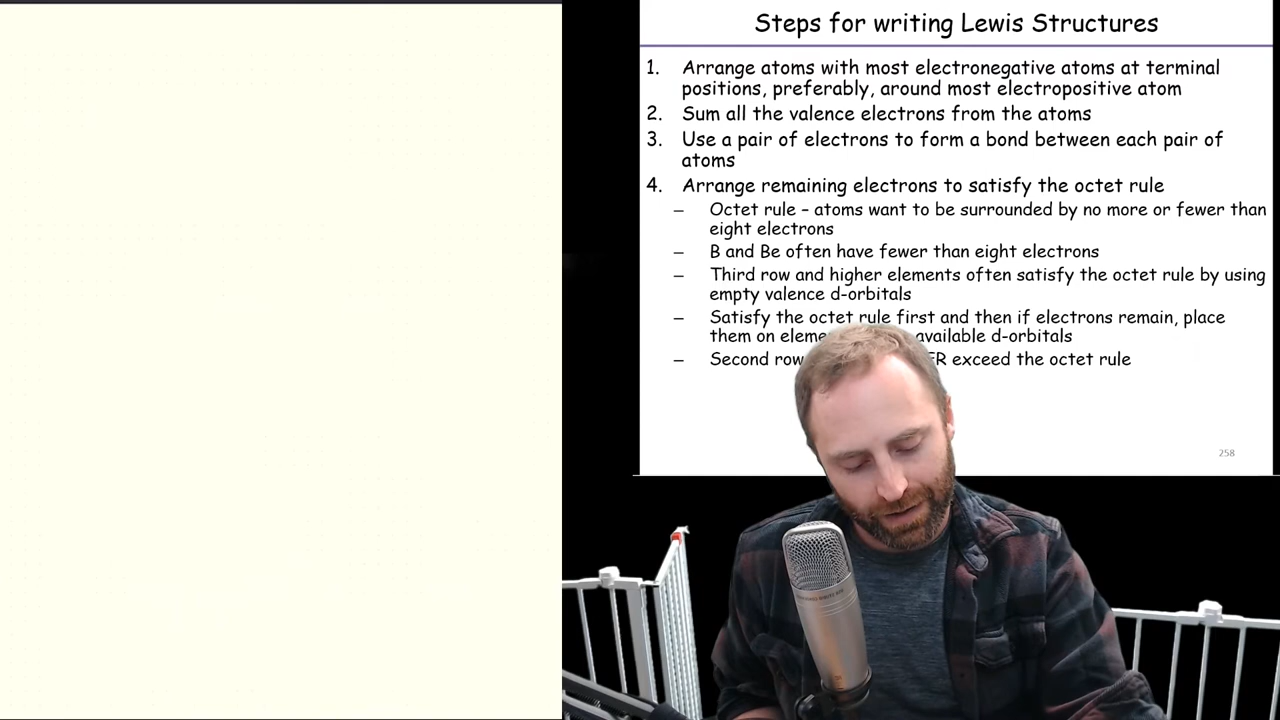 Steps for writing Lewis Structures
1. Arrange atoms with most electronegative atoms at terminal
positions, preferably, around most electropositive atom
2. Sum all the valence electrons from the atoms
3. Use a pair of electrons to form a bond between each pair of
atoms
4. Arrange remaining electrons to satisfy the octet rule
– Octet rule – atoms want to be surrounded by no more or fewer than
eight electrons
– B and Be often have fewer than eight electrons
– Third row and higher elements often satisfy the octet rule by using
empty valence d-orbitals
– Satisfy the octet rule first and then if electrons remain, place
them on available d-orbitals
– Second row exceed the octet rule
258